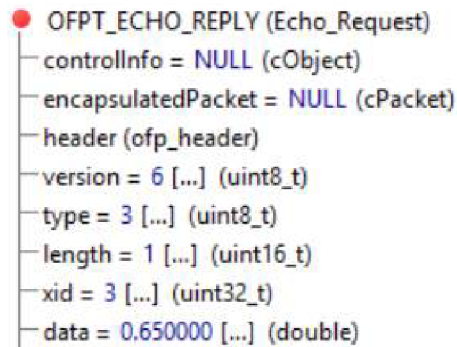 OFPT_ECHO_REPLY (Echo_Request)
controlInfo = NULL (cObject)
encapsulatedPacket = NULL (cPacket)
header (ofp_header)
version = 6 [...] (uint8_t)
type = 3 [...] (uint8_t)
length = 1 [...] (uint16_t)
xid = 3 [...] (uint32_t)
data = 0.650000 [...] (double)